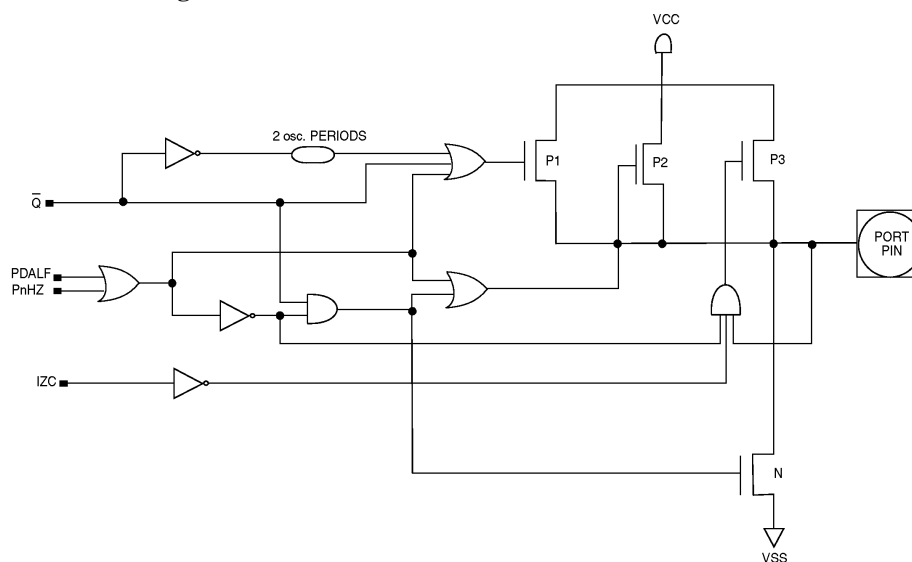 VCC
2 osc. PERIODS
P1
P2
P3
Q
PORT
PIN
PDALF
PnHZ
IZC
N
VSS